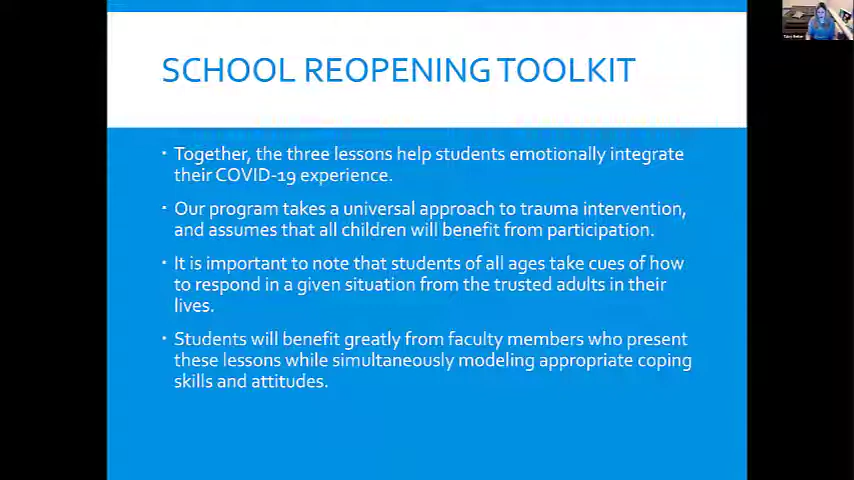 SCHOOL REOPENING TOOLKIT
• Together, the three lessons help students emotionally integrate
their COVID-19 experience.
• Our program takes a universal approach to trauma intervention,
and assumes that all children will benefit from participation.
• It is important to note that students of all ages take cues of how
to respond in a given situation from the trusted adults in their
lives.
• Students will benefit greatly from faculty members who present
these lessons while simultaneously modeling appropriate coping
skills and attitudes.